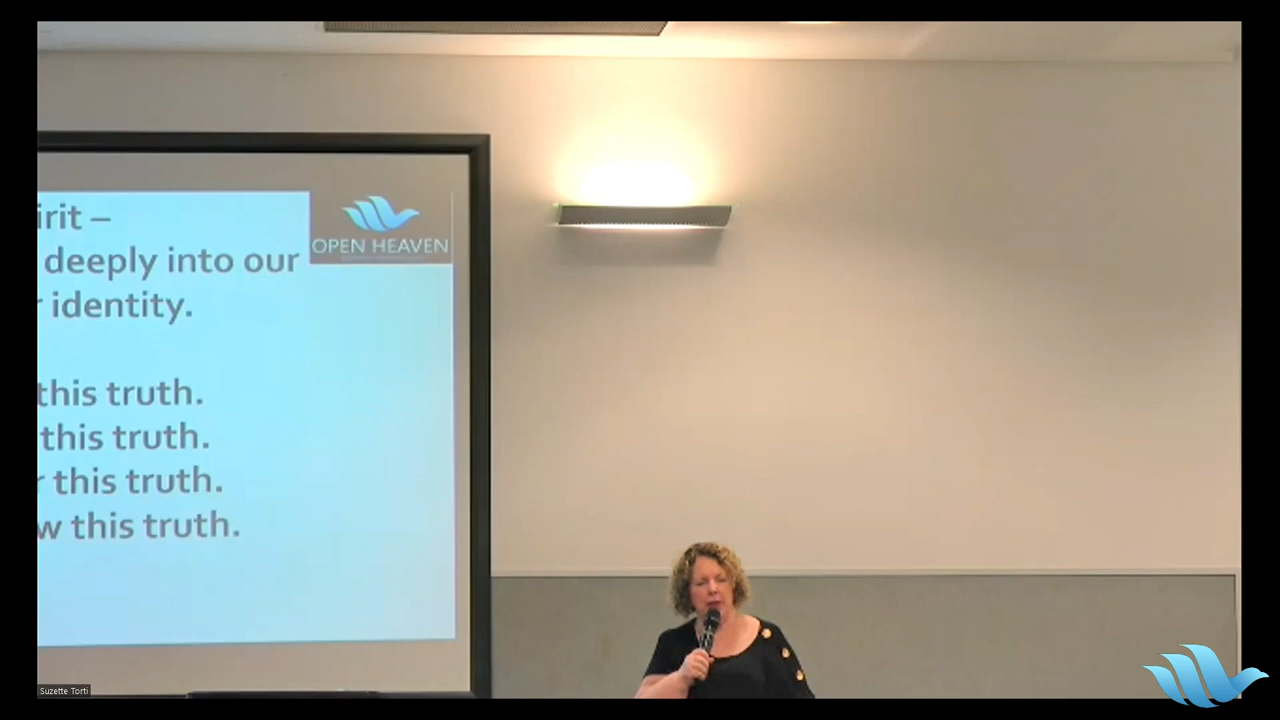 irit –
deeply into our
r identity.
this truth.
this truth.
r this truth.
w this truth.
OPEN HEAVEN
Suzette Torti